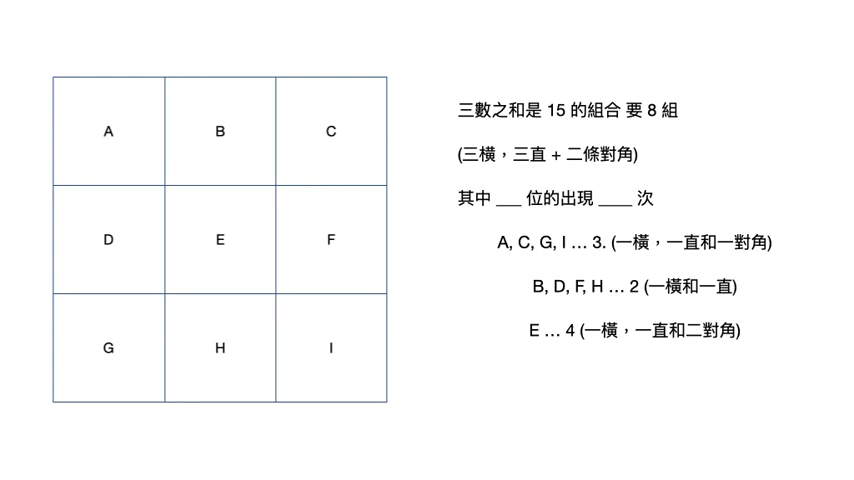 A B C
D E F
G H I
三數之和是 15 的組合 要 8 組
(三橫，三直 + 二條對角)
其中 ___ 位的出現 ____ 次
A, C, G, I … 3. (一橫，一直和一對角)
B, D, F, H … 2 (一橫和一直)
E … 4 (一橫，一直和二對角)